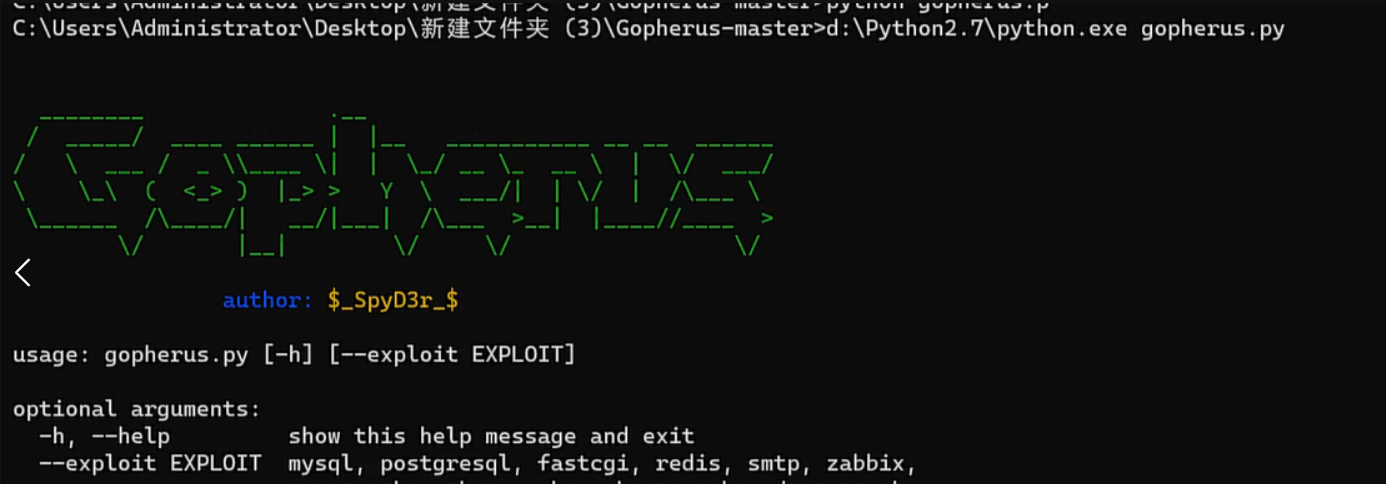 C:\Users\Administrator\Desktop\新建文件夹 (3)\Gopherus-master>python gopherus.p
C:\Users\Administrator\Desktop\新建文件夹 (3)\Gopherus-master>d:\Python2.7\python.exe gopherus.py
Gopherus
author: $_SpyD3r_$
usage: gopherus.py [-h] [--exploit EXPLOIT]
optional arguments:
-h, --help show this help message and exit
--exploit EXPLOIT mysql, postgresql, fastcgi, redis, smtp, zabbix,